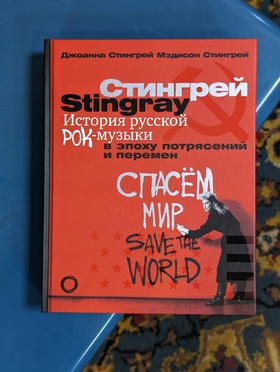 Джоанна Стингрей Мэдисон Стингрей
Стингрей
Stingray
История русской
РОК-музыки
в эпоху потрясений
и перемен
СПАСЁМ
МИР
SAVE THE
WORLD